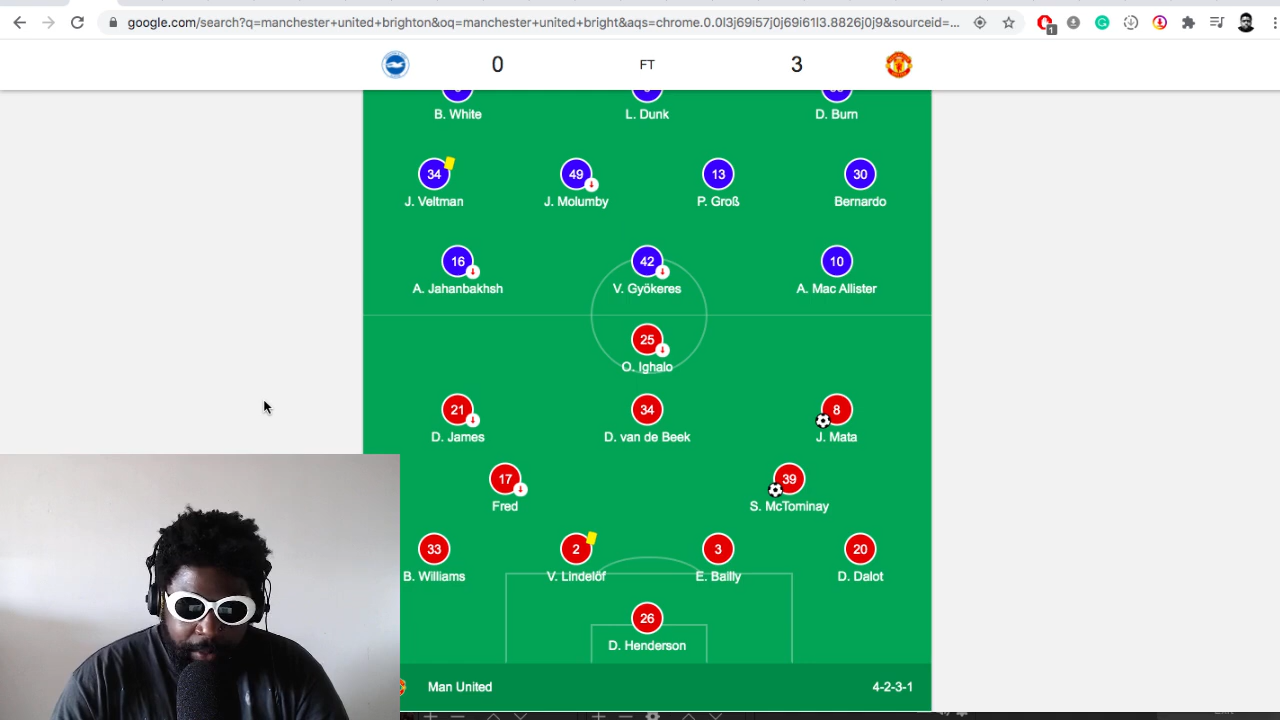 google.com/search?q=manchester+united+brighton&oq=manchester+united+bright&aqs=chrome.0.0l3j69i57j0j69i61l3.8826j0j9&sourceid=...
1
0 FT 3
B. White L. Dunk D. Burn
34 49 13 30
J. Veltman J. Molumby P. Groß Bernardo
16 42 10
A. Jahanbakhsh V. Gyökeres A. Mac Allister
25
O. Ighalo
21 34 8
D. James D. van de Beek J. Mata
17 39
Fred S. McTominay
33 2 3 20
B. Williams V. Lindelöf E. Bailly D. Dalot
26
D. Henderson
Man United 4-2-3-1